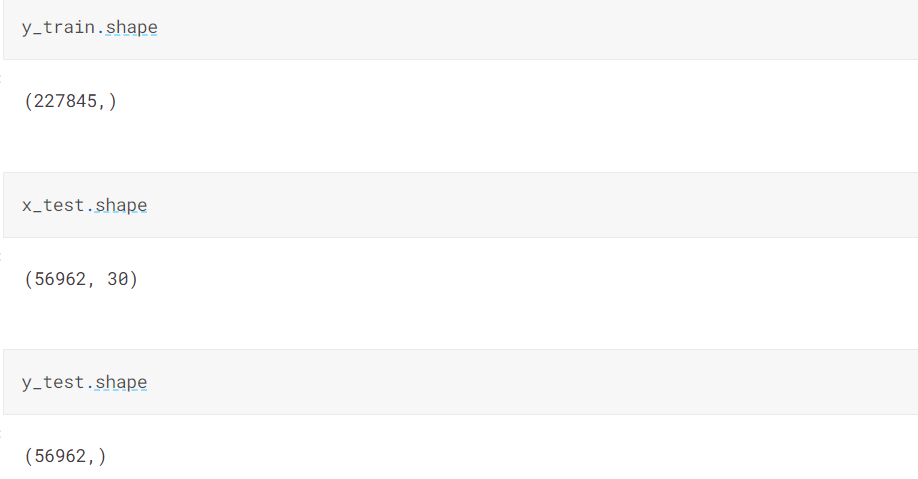 y_train.shape
(227845,)
x_test.shape
(56962, 30)
y_test.shape
(56962,)